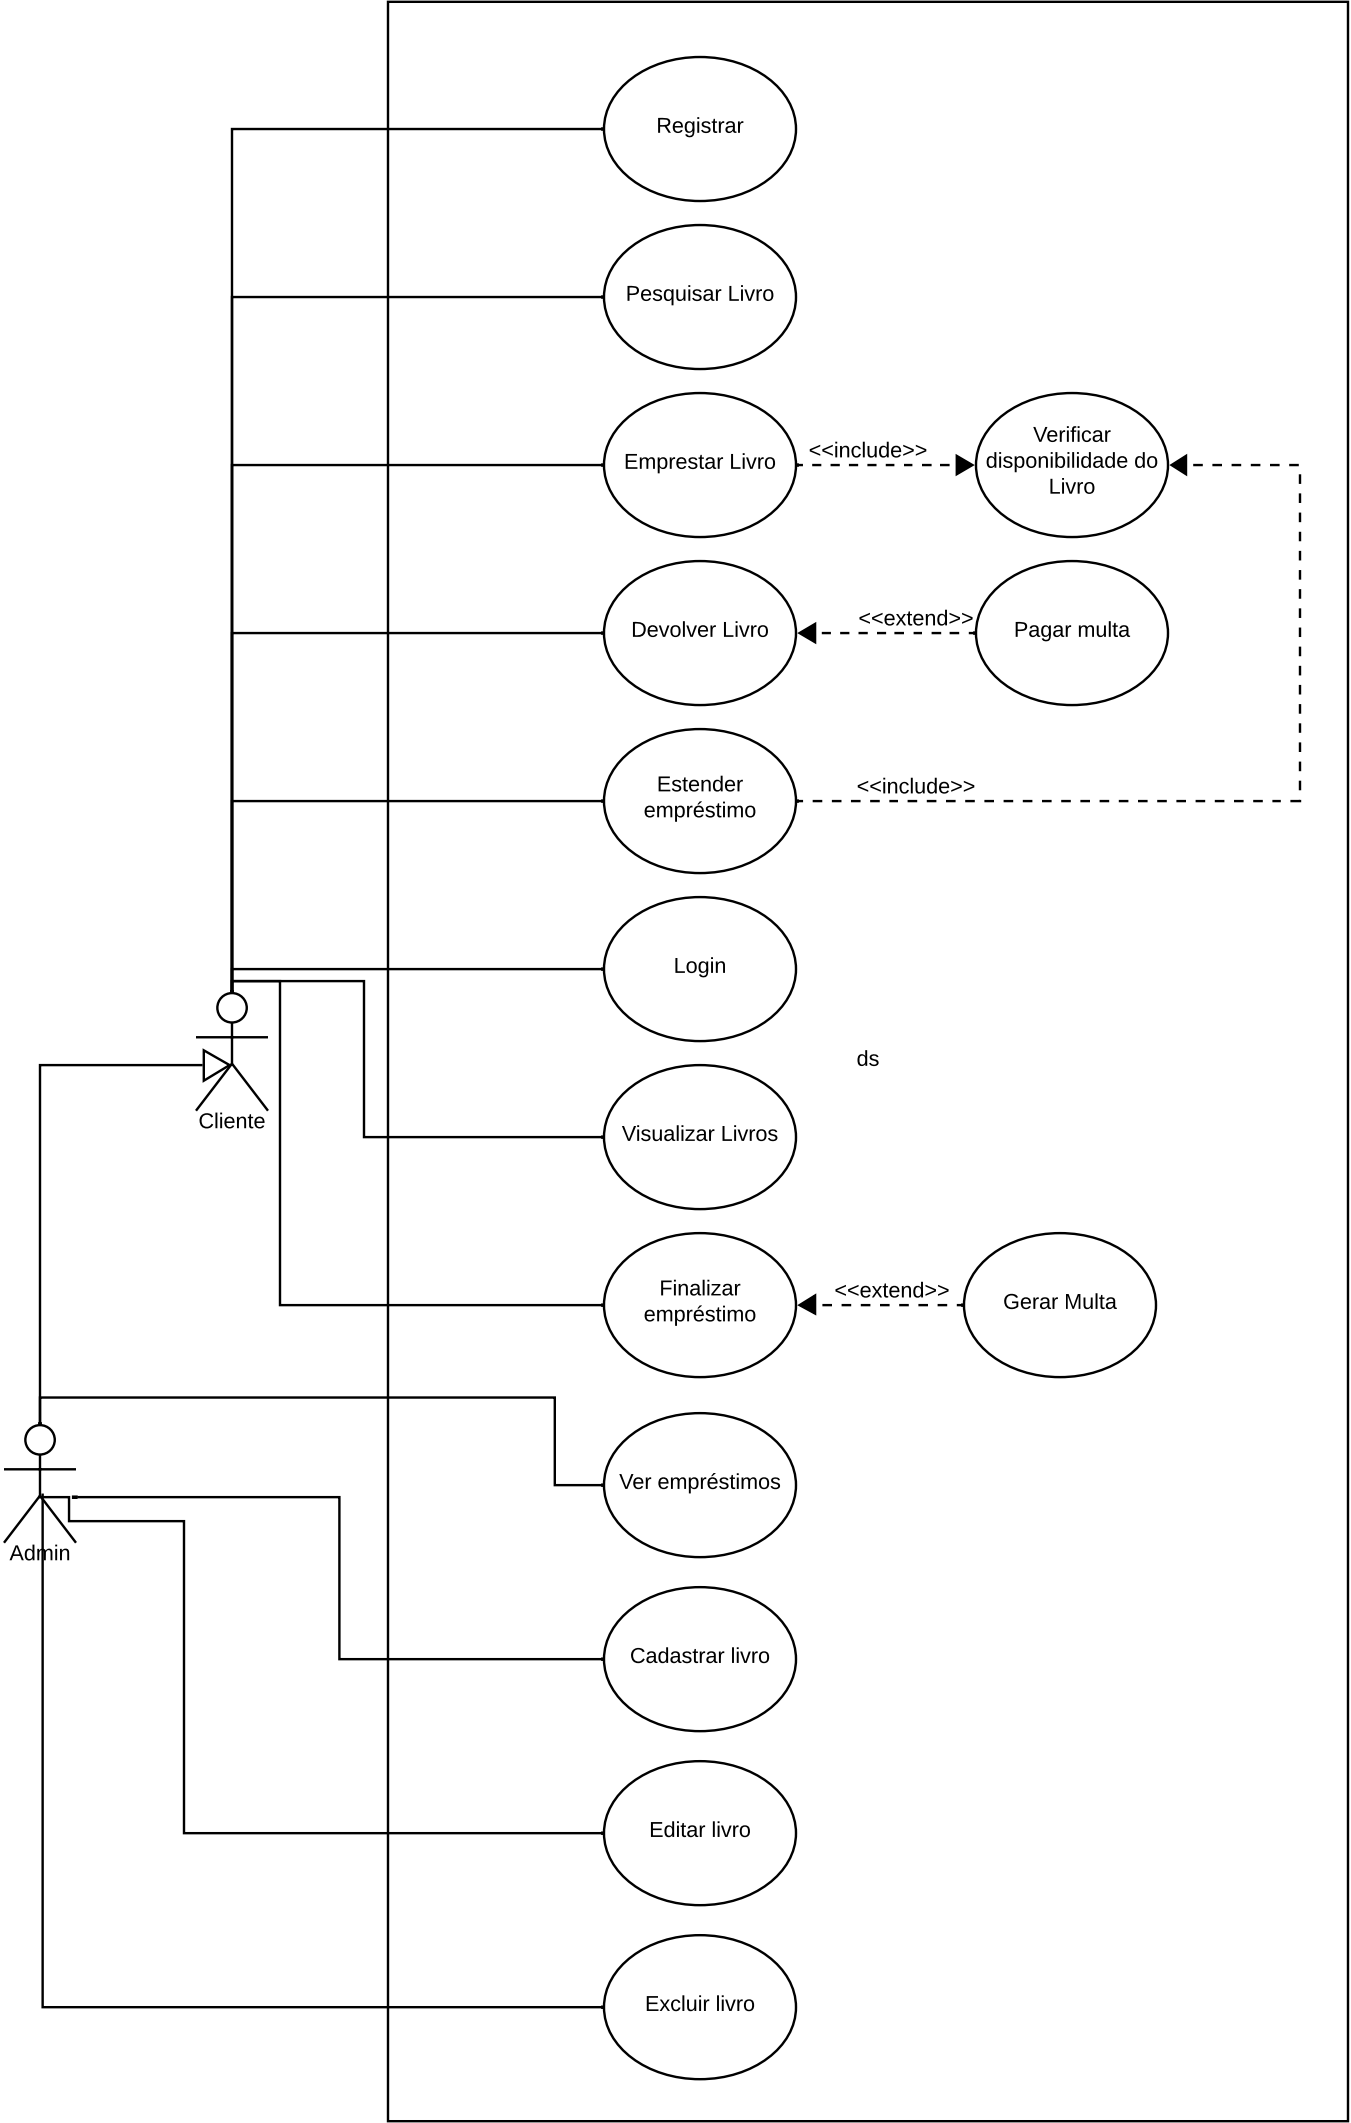 Registrar
Pesquisar Livro
Emprestar Livro
<<include>>
Verificar
disponibilidade do
Livro
Devolver Livro
<<extend>>
Pagar multa
Estender
empréstimo
<<include>>
Login
ds
Cliente
Visualizar Livros
Finalizar
empréstimo
<<extend>>
Gerar Multa
Ver empréstimos
Admin
Cadastrar livro
Editar livro
Excluir livro